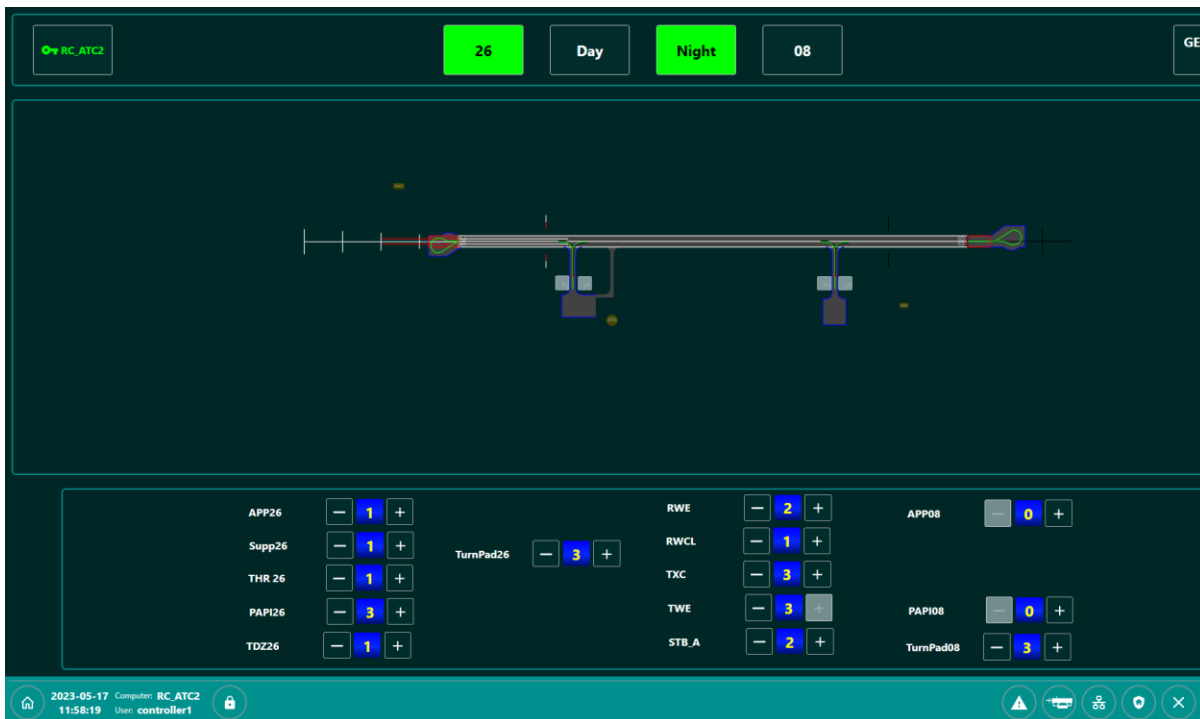 RC_ATC2
26
Day
Night
08
GE
APP26
— 1 +
Supp26
— 1 +
THR 26
— 1 +
PAPI26
— 3 +
TDZ26
— 1 +
TurnPad26
— 3 +
RWE
— 2 +
RWCL
— 1 +
TXC
— 3 +
TWE
— 3 +
STB_A
— 2 +
APP08
— 0 +
PAPI08
— 0 +
TurnPad08
— 3 +
2023-05-17 Computer: RC_ATC2
11:58:19 User: controller1